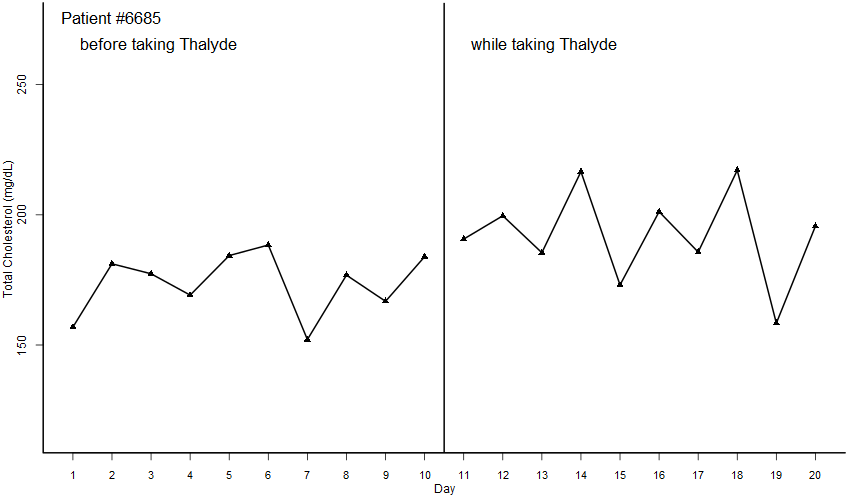 Patient #6685
before taking Thalyde
while taking Thalyde
Total Cholesterol (mg/dL)
250
200
150
1 2 3 4 5 6 7 8 9 10 11 12 13 14 15 16 17 18 19 20
Day